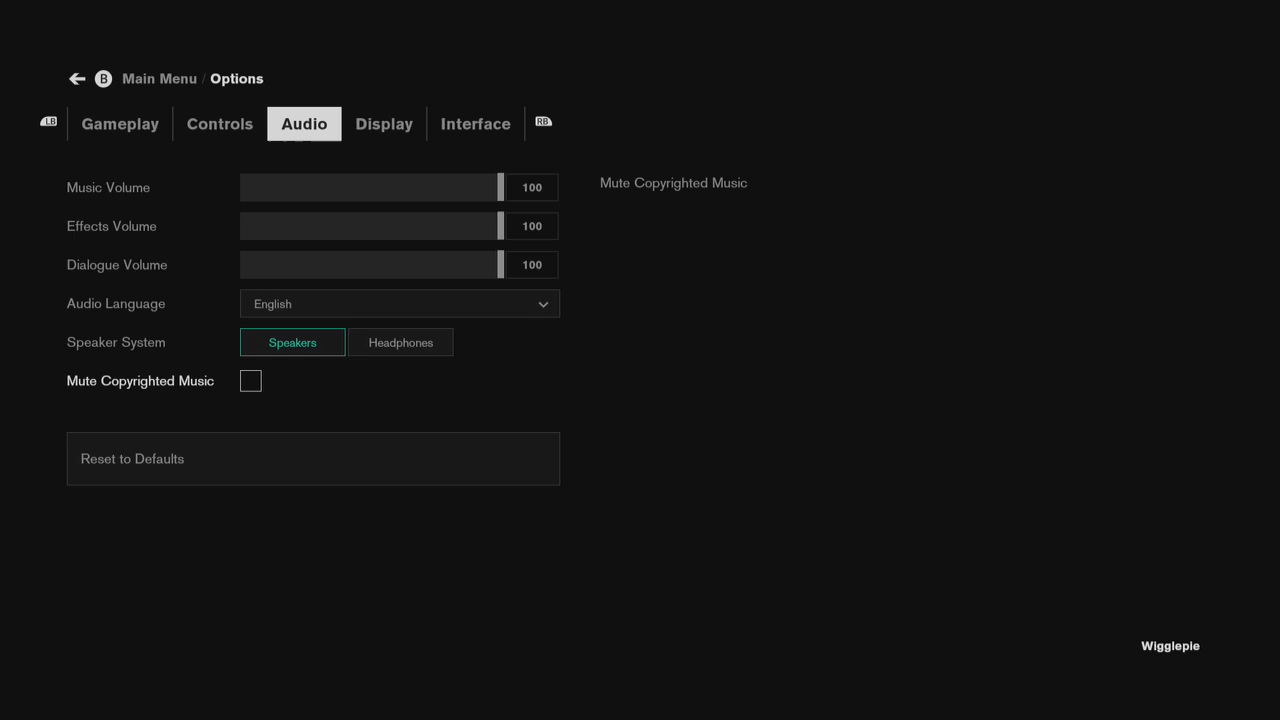 B Main Menu / Options
LB Gameplay Controls Audio Display Interface RB
Music Volume 100 Mute Copyrighted Music
Effects Volume 100
Dialogue Volume 100
Audio Language English
Speaker System Speakers Headphones
Mute Copyrighted Music
Reset to Defaults
Wigglepie